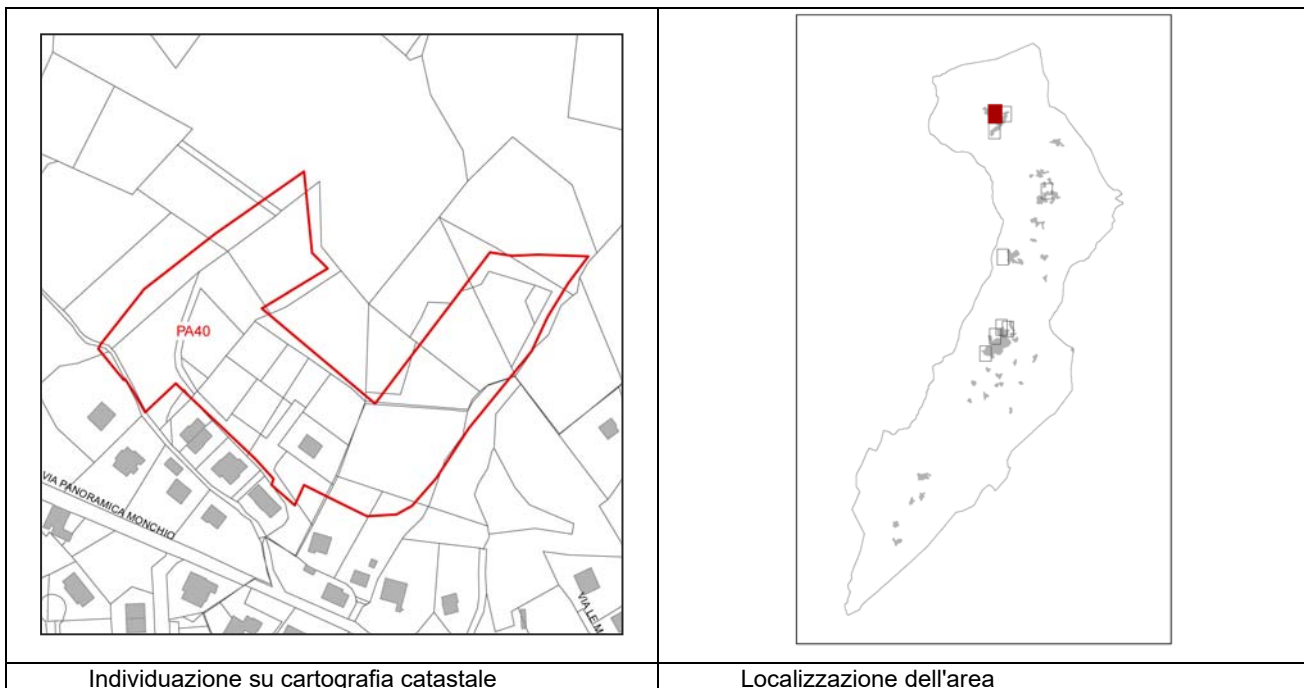 PA40
VIA PANORAMICA MONCHIO
VIA LE M
Individuazione su cartografia catastale
Localizzazione dell'area